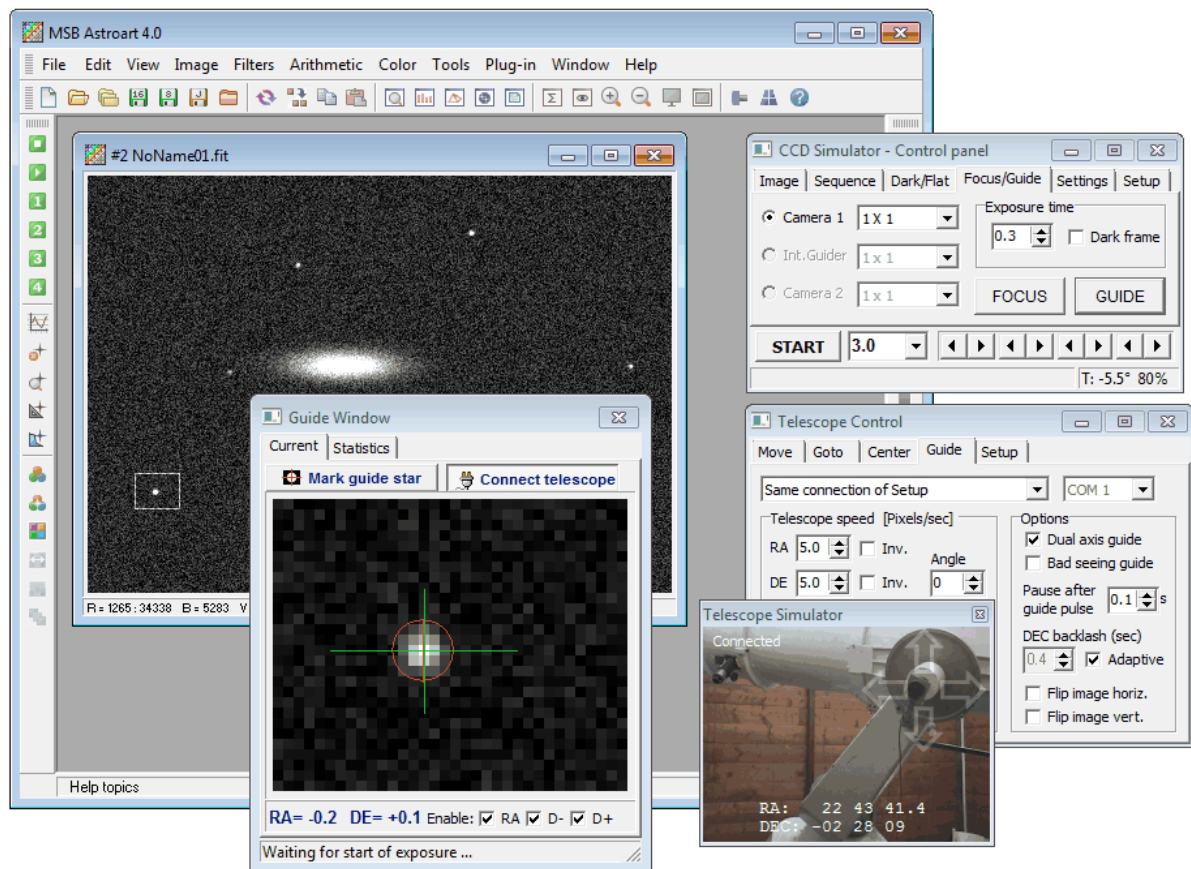 MSB Astroart 4.0
File Edit View Image Filters Arithmetic Color Tools Plug-in Window Help
16 8 J
#2 NoName01.fit
1
2
3
4
R = 1265 : 34338 B = 5283 V
Help topics
Guide Window
Current Statistics
Mark guide star Connect telescope
RA= -0.2 DE= +0.1 Enable: RA D- D+
Waiting for start of exposure ...
CCD Simulator - Control panel
Image Sequence Dark/Flat Focus/Guide Settings Setup
Camera 1 1 X 1
Int.Guider 1 x 1
Camera 2 1 x 1
Exposure time
0.3 Dark frame
FOCUS GUIDE
START 3.0
T: -5.5° 80%
Telescope Control
Move Goto Center Guide Setup
Same connection of Setup COM 1
Telescope speed [Pixels/sec]
RA 5.0 Inv.
Angle
DE 5.0 Inv. 0
Options
Dual axis guide
Bad seeing guide
Pause after
guide pulse 0.1 s
DEC backlash (sec)
0.4 Adaptive
Flip image horiz.
Flip image vert.
Telescope Simulator
Connected
RA: 22 43 41.4
DEC: -02 28 09